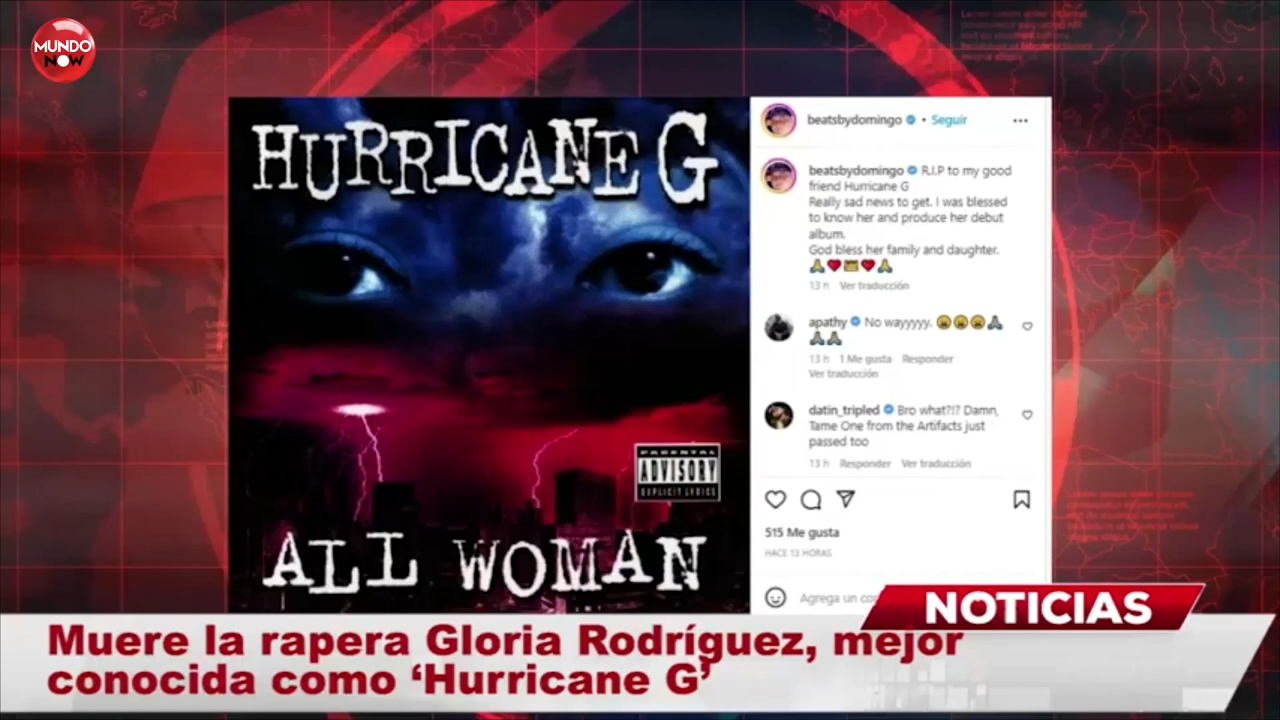 MUNDO
NOW
HURRICANE G
PARENTAL
ADVISORY
EXPLICIT LYRICS
ALL WOMAN
beatsbydomingo • Seguir
beatsbydomingo R.I.P to my good
friend Hurricane G
Really sad news to get. I was blessed
to know her and produce her debut
album.
God bless her family and daughter.
🙏❤️👑❤️🙏
13 h Ver traducción
apathy No wayyyyy. 😩😩😩🙏🏽
🙏🏽🙏🏽
13 h 1 Me gusta Responder
Ver traducción
datin_tripled Bro what?!? Damn,
Tame One from the Artifacts just
passed too
13 h Responder Ver traducción
515 Me gusta
HACE 13 HORAS
Agrega un co
NOTICIAS
Muere la rapera Gloria Rodríguez, mejor
conocida como ‘Hurricane G’